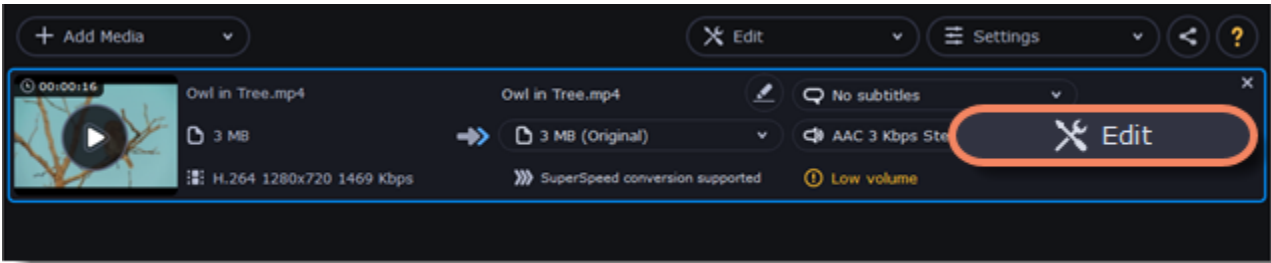 Add Media
Edit
Settings
?
00:00:16
Owl in Tree.mp4
Owl in Tree.mp4
No subtitles
3 MB
3 MB (Original)
AAC 3 Kbps Ste
Edit
H.264 1280x720 1469 Kbps
SuperSpeed conversion supported
Low volume